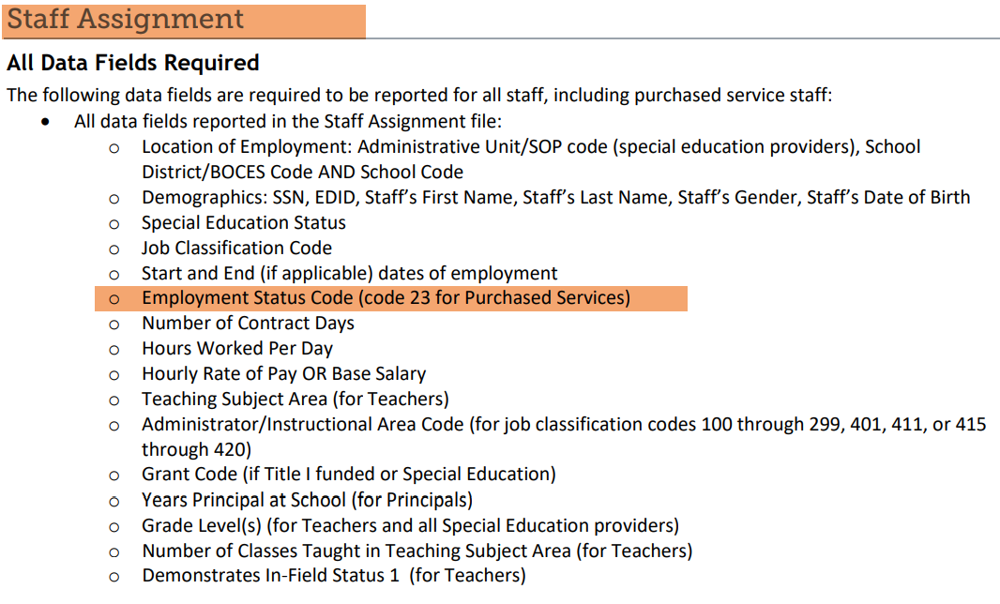 Staff Assignment
All Data Fields Required
The following data fields are required to be reported for all staff, including purchased service staff:
• All data fields reported in the Staff Assignment file:
o Location of Employment: Administrative Unit/SOP code (special education providers), School
District/BOCES Code AND School Code
o Demographics: SSN, EDID, Staff’s First Name, Staff’s Last Name, Staff’s Gender, Staff’s Date of Birth
o Special Education Status
o Job Classification Code
o Start and End (if applicable) dates of employment
o Employment Status Code (code 23 for Purchased Services)
o Number of Contract Days
o Hours Worked Per Day
o Hourly Rate of Pay OR Base Salary
o Teaching Subject Area (for Teachers)
o Administrator/Instructional Area Code (for job classification codes 100 through 299, 401, 411, or 415
through 420)
o Grant Code (if Title I funded or Special Education)
o Years Principal at School (for Principals)
o Grade Level(s) (for Teachers and all Special Education providers)
o Number of Classes Taught in Teaching Subject Area (for Teachers)
o Demonstrates In-Field Status 1 (for Teachers)